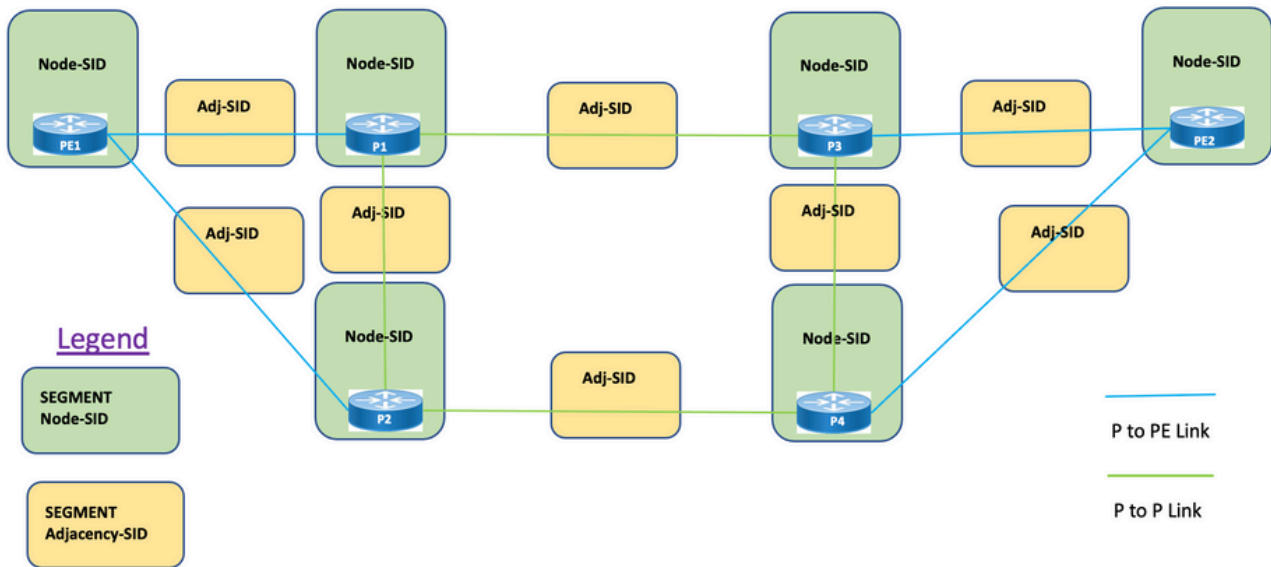 Node-SID
Node-SID
Node-SID
Node-SID
Adj-SID
Adj-SID
Adj-SID
PE1
P1
P3
PE2
Adj-SID
Adj-SID
Adj-SID
Adj-SID
Legend
Node-SID
Node-SID
Adj-SID
SEGMENT
Node-SID
P2
P4
P to PE Link
SEGMENT
Adjacency-SID
P to P Link